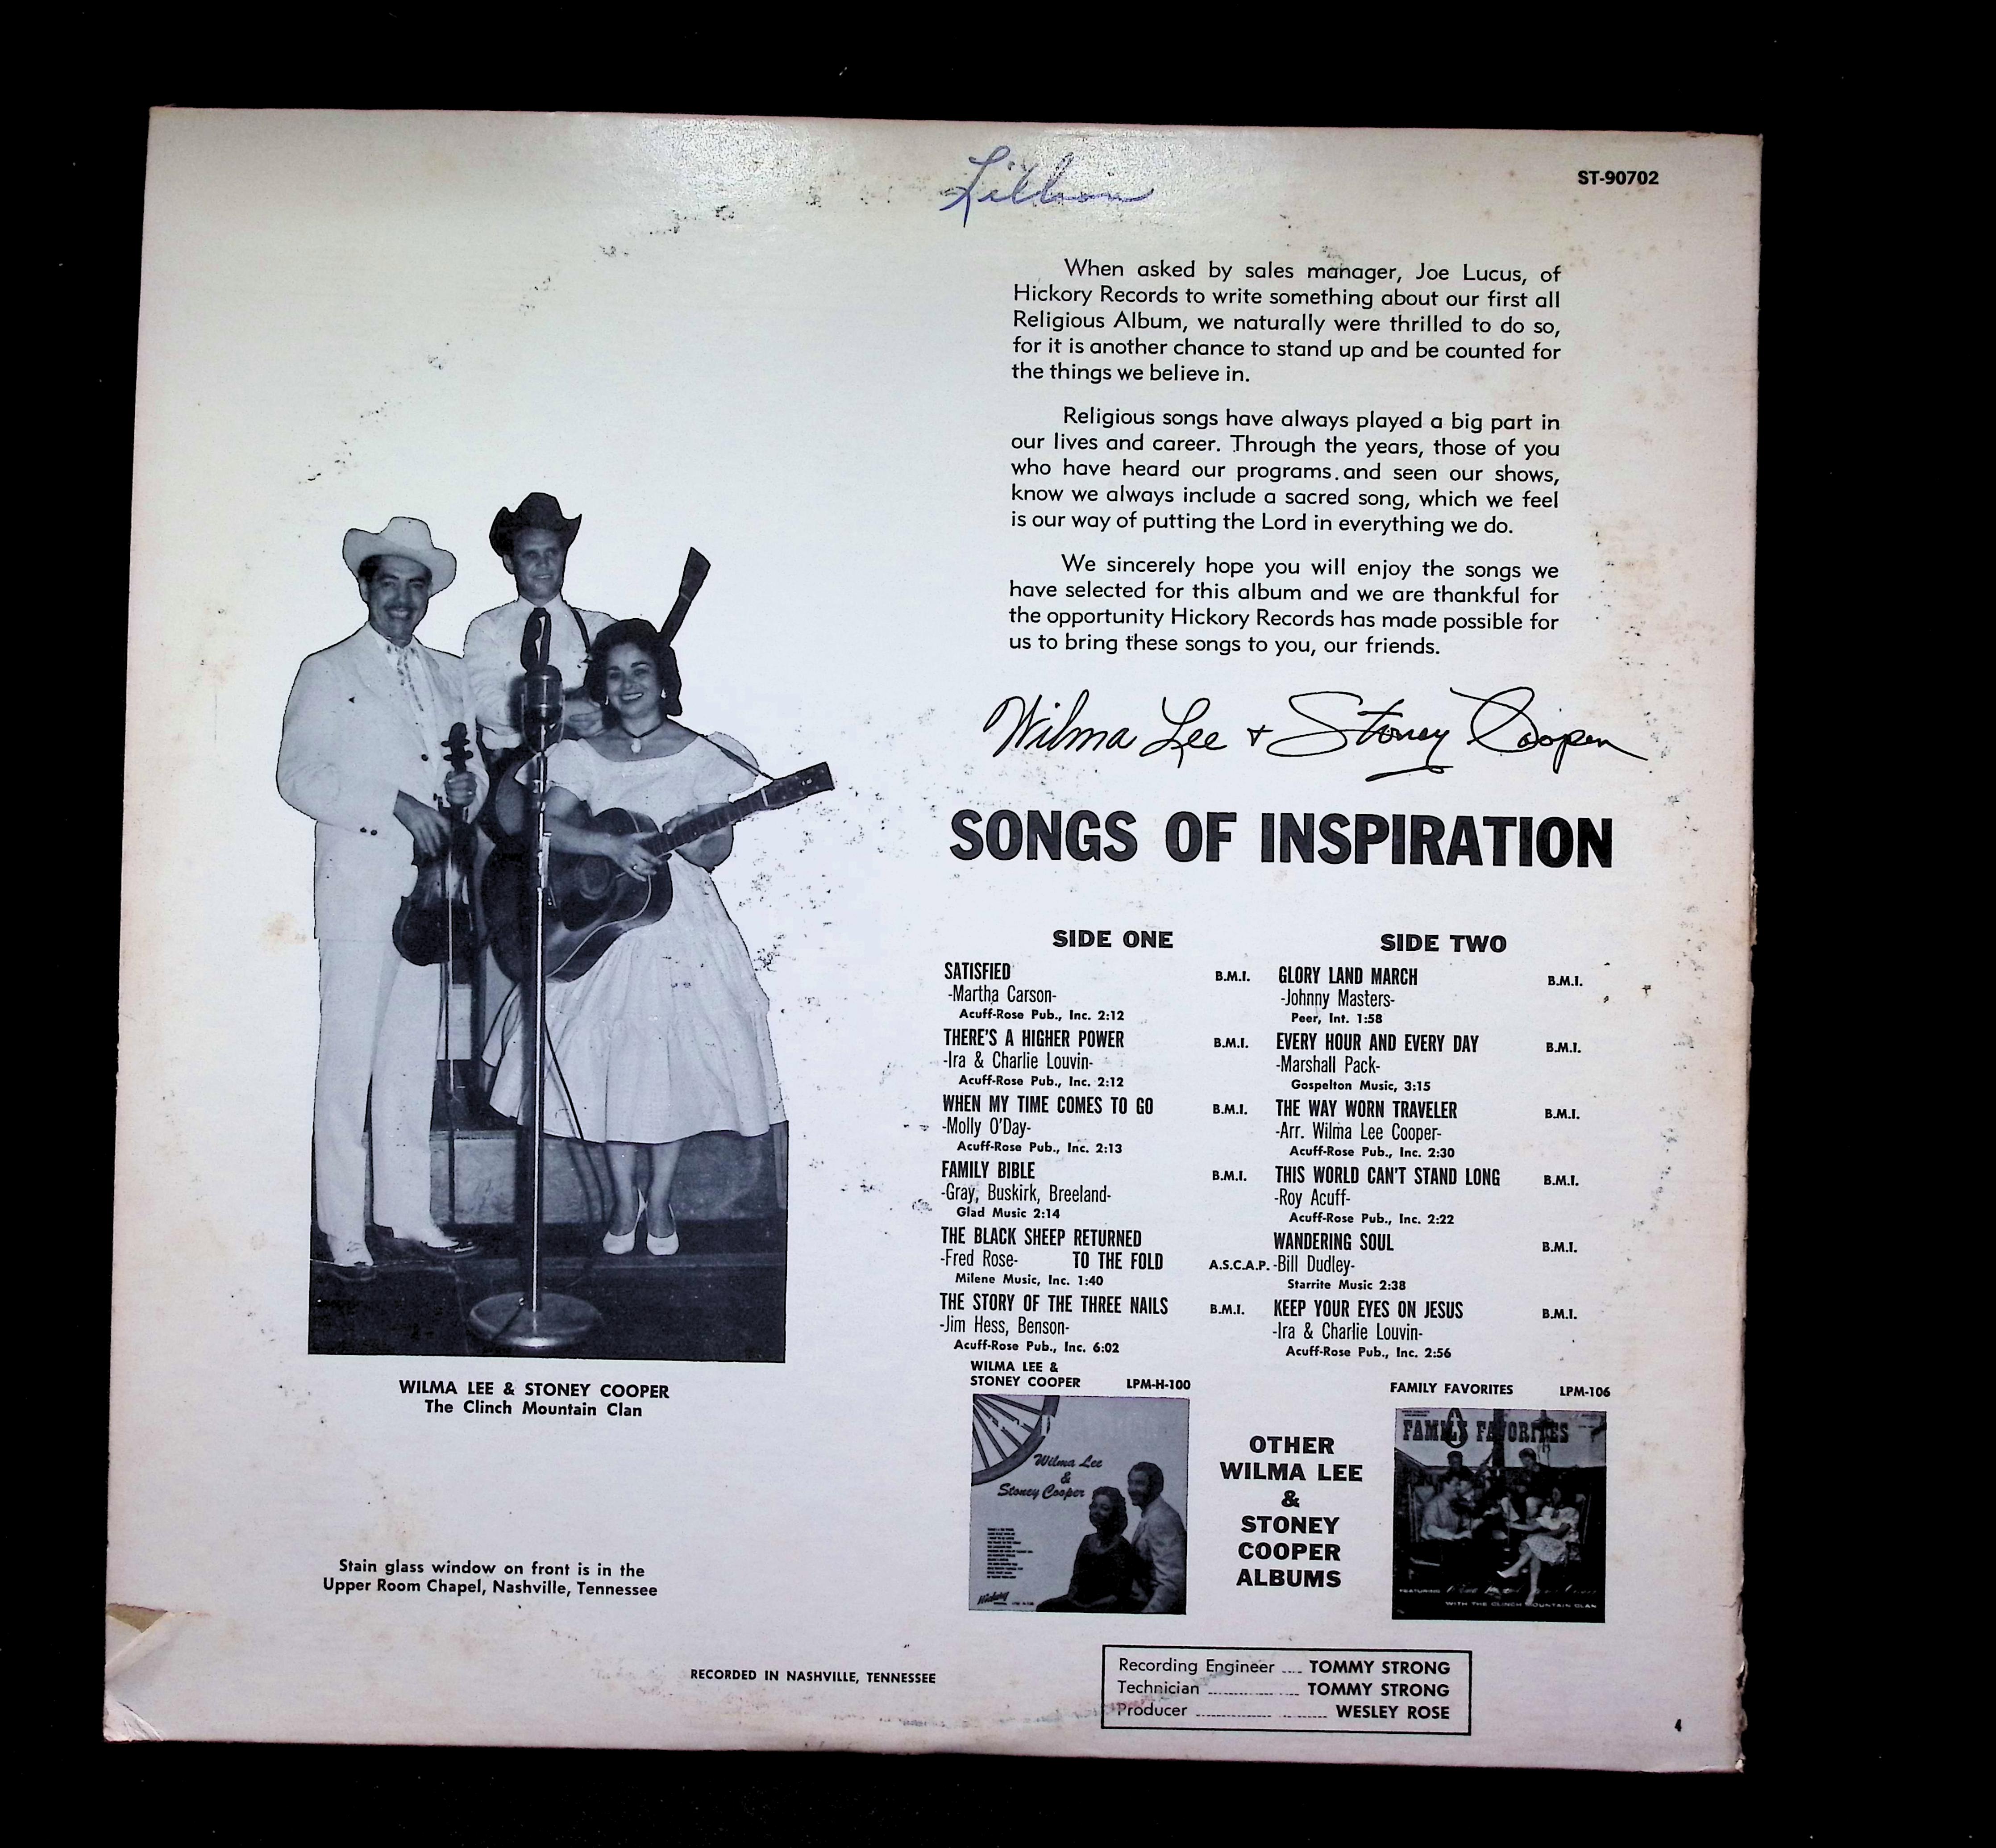 Lillian
ST-90702
When asked by sales manager, Joe Lucus, of
Hickory Records to write something about our first all
Religious Album, we naturally were thrilled to do so,
for it is another chance to stand up and be counted for
the things we believe in.
Religious songs have always played a big part in
our lives and career. Through the years, those of you
who have heard our programs and seen our shows,
know we always include a sacred song, which we feel
is our way of putting the Lord in everything we do.
We sincerely hope you will enjoy the songs we
have selected for this album and we are thankful for
the opportunity Hickory Records has made possible for
us to bring these songs to you, our friends.
Wilma Lee + Stoney Cooper
SONGS OF INSPIRATION
SIDE ONE
SATISFIED B.M.I.
-Martha Carson-
Acuff-Rose Pub., Inc. 2:12
THERE'S A HIGHER POWER B.M.I.
-Ira & Charlie Louvin-
Acuff-Rose Pub., Inc. 2:12
WHEN MY TIME COMES TO GO B.M.I.
-Molly O'Day-
Acuff-Rose Pub., Inc. 2:13
FAMILY BIBLE B.M.I.
-Gray, Buskirk, Breeland-
Glad Music 2:14
THE BLACK SHEEP RETURNED
-Fred Rose- TO THE FOLD A.S.C.A.P.
Milene Music, Inc. 1:40
THE STORY OF THE THREE NAILS B.M.I.
-Jim Hess, Benson-
Acuff-Rose Pub., Inc. 6:02
SIDE TWO
GLORY LAND MARCH B.M.I.
-Johnny Masters-
Peer, Int. 1:58
EVERY HOUR AND EVERY DAY B.M.I.
-Marshall Pack-
Gospelton Music, 3:15
THE WAY WORN TRAVELER B.M.I.
-Arr. Wilma Lee Cooper-
Acuff-Rose Pub., Inc. 2:30
THIS WORLD CAN'T STAND LONG B.M.I.
-Roy Acuff-
Acuff-Rose Pub., Inc. 2:22
WANDERING SOUL B.M.I.
-Bill Dudley-
Starrite Music 2:38
KEEP YOUR EYES ON JESUS B.M.I.
-Ira & Charlie Louvin-
Acuff-Rose Pub., Inc. 2:56
WILMA LEE & STONEY COOPER
The Clinch Mountain Clan
Stain glass window on front is in the
Upper Room Chapel, Nashville, Tennessee
WILMA LEE &
STONEY COOPER LPM-H-100
Wilma Lee
&
Stoney Cooper
Hickory
OTHER
WILMA LEE
&
STONEY
COOPER
ALBUMS
FAMILY FAVORITES LPM-106
FAMILY FAVORITES
FEATURING
WITH THE CLINCH MOUNTAIN CLAN
RECORDED IN NASHVILLE, TENNESSEE
Recording Engineer .... TOMMY STRONG
Technician .................. TOMMY STRONG
Producer .......................... WESLEY ROSE
4